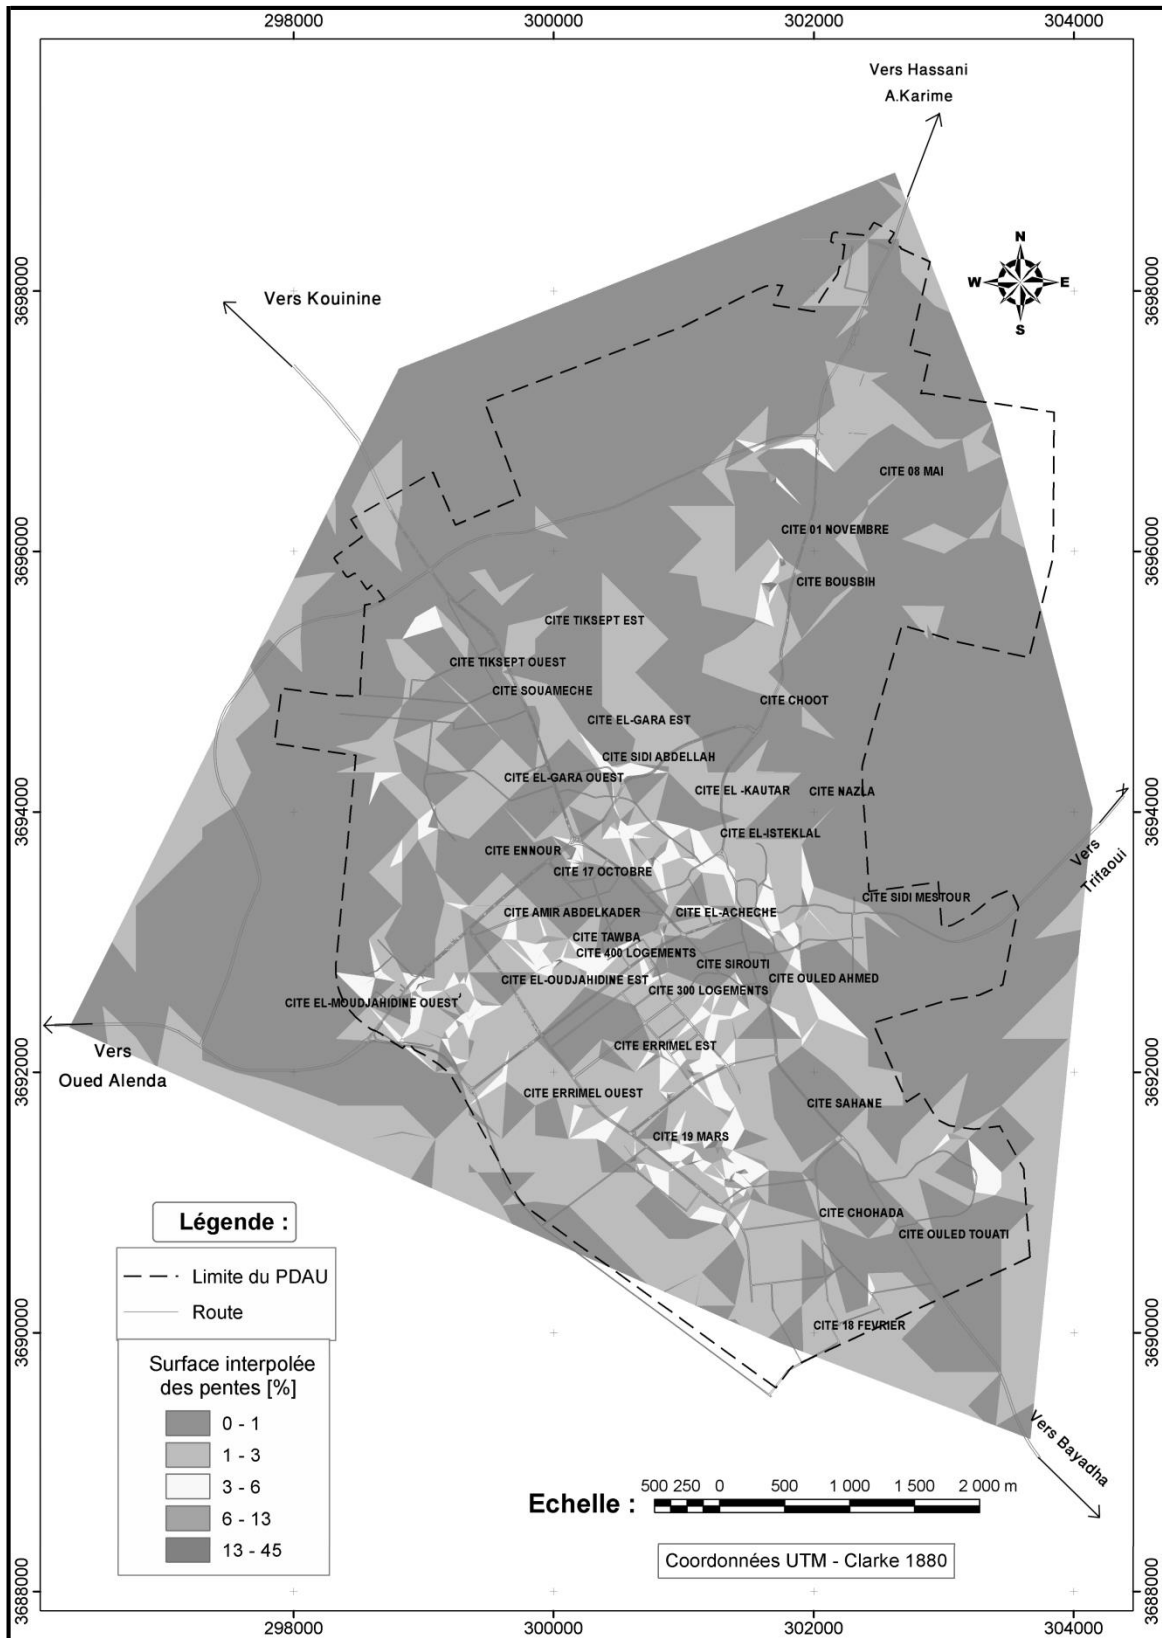 298000
300000
302000
304000
Vers Hassani
A.Karime
N
W
E
S
3698000
3698000
Vers Kouinine
CITE 08 MAI
CITE 01 NOVEMBRE
3696000
3696000
CITE BOUSBIH
CITE TIKSEPT EST
CITE TIKSEPT OUEST
CITE SOUAMECHE
CITE CHOOT
CITE EL-GARA EST
CITE SIDI ABDELLAH
CITE EL-GARA OUEST
CITE EL -KAUTAR
CITE NAZLA
3694000
3694000
CITE EL-ISTEKLAL
CITE ENNOUR
Vers
Trifaoui
CITE 17 OCTOBRE
CITE SIDI MESTOUR
CITE AMIR ABDELKADER
CITE EL-ACHECHE
CITE TAWBA
CITE 400 LOGEMENTS
CITE SIROUTI
CITE EL-OUDJAHIDINE EST
CITE OULED AHMED
CITE 300 LOGEMENTS
CITE EL-MOUDJAHIDINE OUEST
CITE ERRIMEL EST
Vers
Oued Alenda
3692000
3692000
CITE ERRIMEL OUEST
CITE SAHANE
CITE 19 MARS
CITE CHOHADA
CITE OULED TOUATI
Légende :
Limite du PDAU
Route
CITE 18 FEVRIER
3690000
3690000
Surface interpolée
des pentes [%]
0 - 1
1 - 3
3 - 6
6 - 13
13 - 45
Vers Bayadha
500 250 0 500 1 000 1 500 2 000 m
Echelle :
Coordonnées UTM - Clarke 1880
3688000
3688000
298000
300000
302000
304000